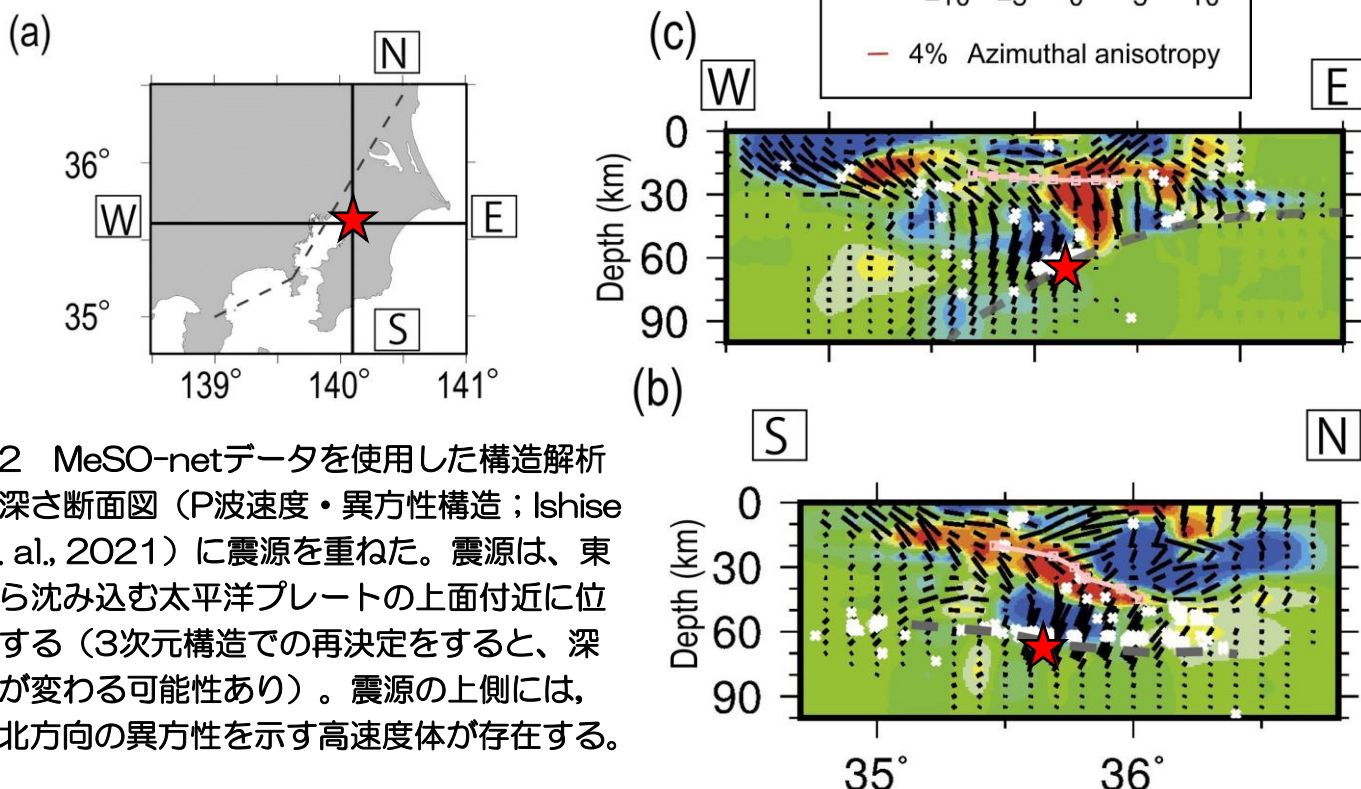 (a)
N
36°
W
E
35°
S
139°
140°
141°
2 MeSO-netデータを使用した構造解析
深さ断面図（P波速度・異方性構造；Ishise
. al., 2021）に震源を重ねた。震源は、東
ら沈み込む太平洋プレートの上面付近に位
する（3次元構造での再決定をすると、深
が変わる可能性あり）。震源の上側には，
北方向の異方性を示す高速度体が存在する。
(c)
4% Azimuthal anisotropy
W
E
Depth (km)
0
30
60
90
(b)
S
N
Depth (km)
0
30
60
90
35°
36°